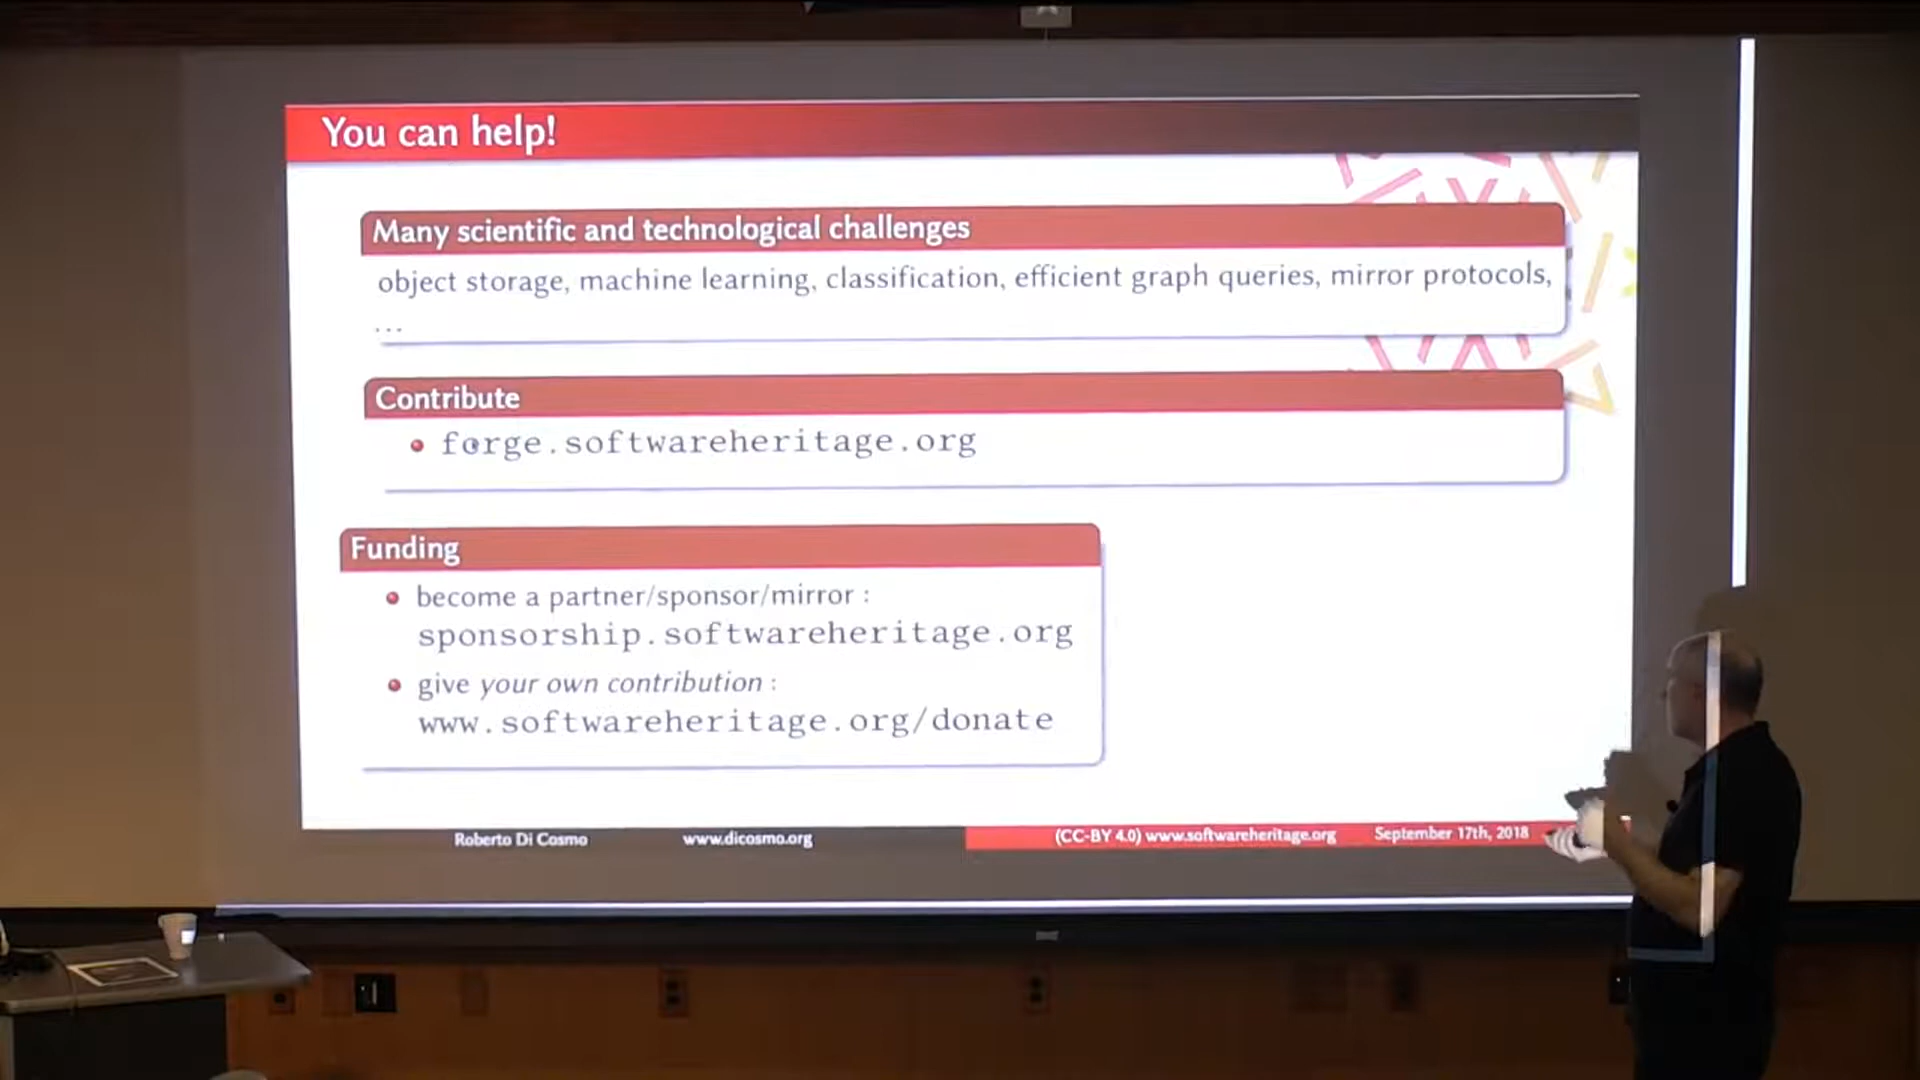 You can help!
Many scientific and technological challenges
object storage, machine learning, classification, efficient graph queries, mirror protocols,
...
Contribute
forge.softwareheritage.org
Funding
become a partner/sponsor/mirror :
sponsorship.softwareheritage.org
give your own contribution :
www.softwareheritage.org/donate
Roberto Di Cosmo www.dicosmo.org (CC-BY 4.0) www.softwareheritage.org September 17th, 2018